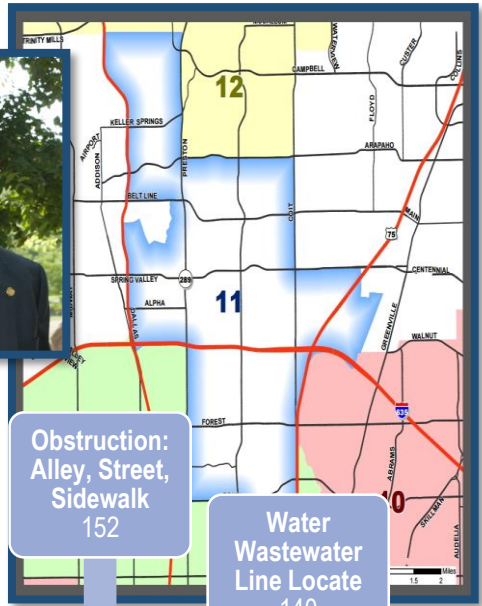 TRINITY MILLS
CAMPBELL
CUSTER
COLLINS
12
FLOYD
KELLER SPRINGS
AIRPORT
ADDISON
PRESTON
ARAPAHO
BELT LINE
COIT
MAIN
75
SPRING VALLEY
289
CENTENNIAL
ALPHA
11
DALLAS
GREENVILLE
WALNUT
635
FOREST
ABRAMS
10
SKILLMAN
AUDELIA
Miles
1.5 2
Obstruction:
Alley, Street,
Sidewalk
152
Water
Wastewater
Line Locate